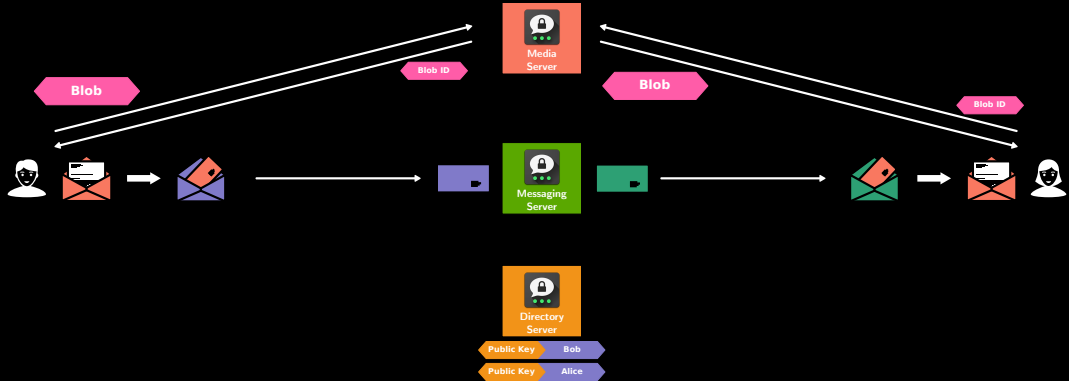 Media
Server
Blob ID
Blob
Blob
Blob ID
Messaging
Server
Directory
Server
Public Key Bob
Public Key Alice